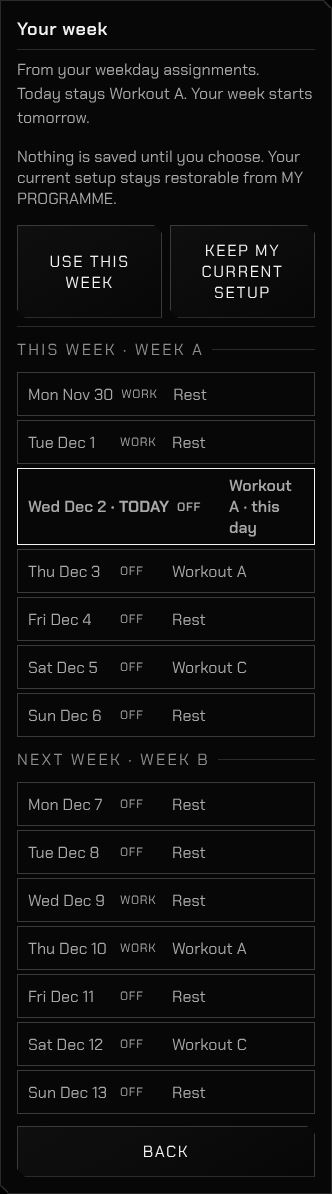 Your week
From your weekday assignments.
Today stays Workout A. Your week starts
tomorrow.
Nothing is saved until you choose. Your
current setup stays restorable from MY
PROGRAMME.
USE THIS
WEEK
KEEP MY
CURRENT
SETUP
THIS WEEK · WEEK A
Mon Nov 30 WORK Rest
Tue Dec 1 WORK Rest
Wed Dec 2 · TODAY OFF Workout
A · this
day
Thu Dec 3 OFF Workout A
Fri Dec 4 OFF Rest
Sat Dec 5 OFF Workout C
Sun Dec 6 OFF Rest
NEXT WEEK · WEEK B
Mon Dec 7 OFF Rest
Tue Dec 8 OFF Rest
Wed Dec 9 WORK Rest
Thu Dec 10 WORK Workout A
Fri Dec 11 OFF Rest
Sat Dec 12 OFF Workout C
Sun Dec 13 OFF Rest
BACK